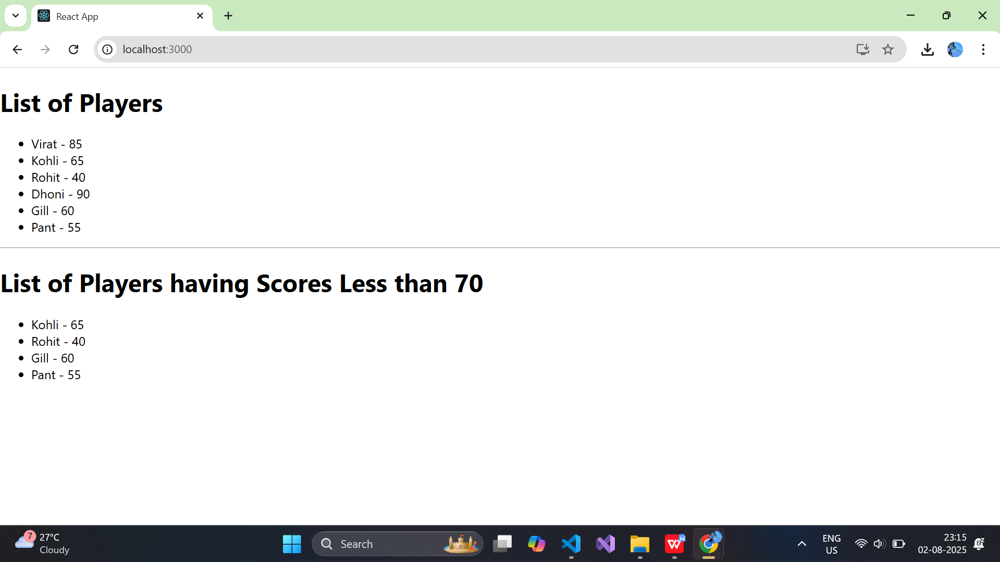 React App
localhost:3000
List of Players
Virat - 85
Kohli - 65
Rohit - 40
Dhoni - 90
Gill - 60
Pant - 55
List of Players having Scores Less than 70
Kohli - 65
Rohit - 40
Gill - 60
Pant - 55
7
27°C
Cloudy
Search
W
ENG
US
23:15
02-08-2025